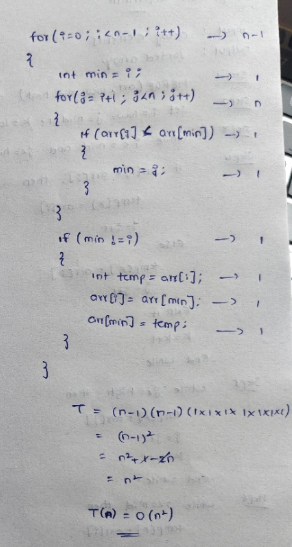 for(i=0; i<n-1; i++) → n-1
{
int min = i; → 1
for(j= i+1; j<n; j++) → n
{
if (arr[j] < arr[min]) → 1
{
min = j; → 1
}
}
if (min != i) → 1
{
int temp = arr[i]; → 1
arr[i] = arr[min]; → 1
arr[min] = temp; → 1
}
}
T = (n-1)(n-1)(1x1x1x1x1x1x1)
= (n-1)²
= n²+1-2n
= n²
T(A) = O(n²)